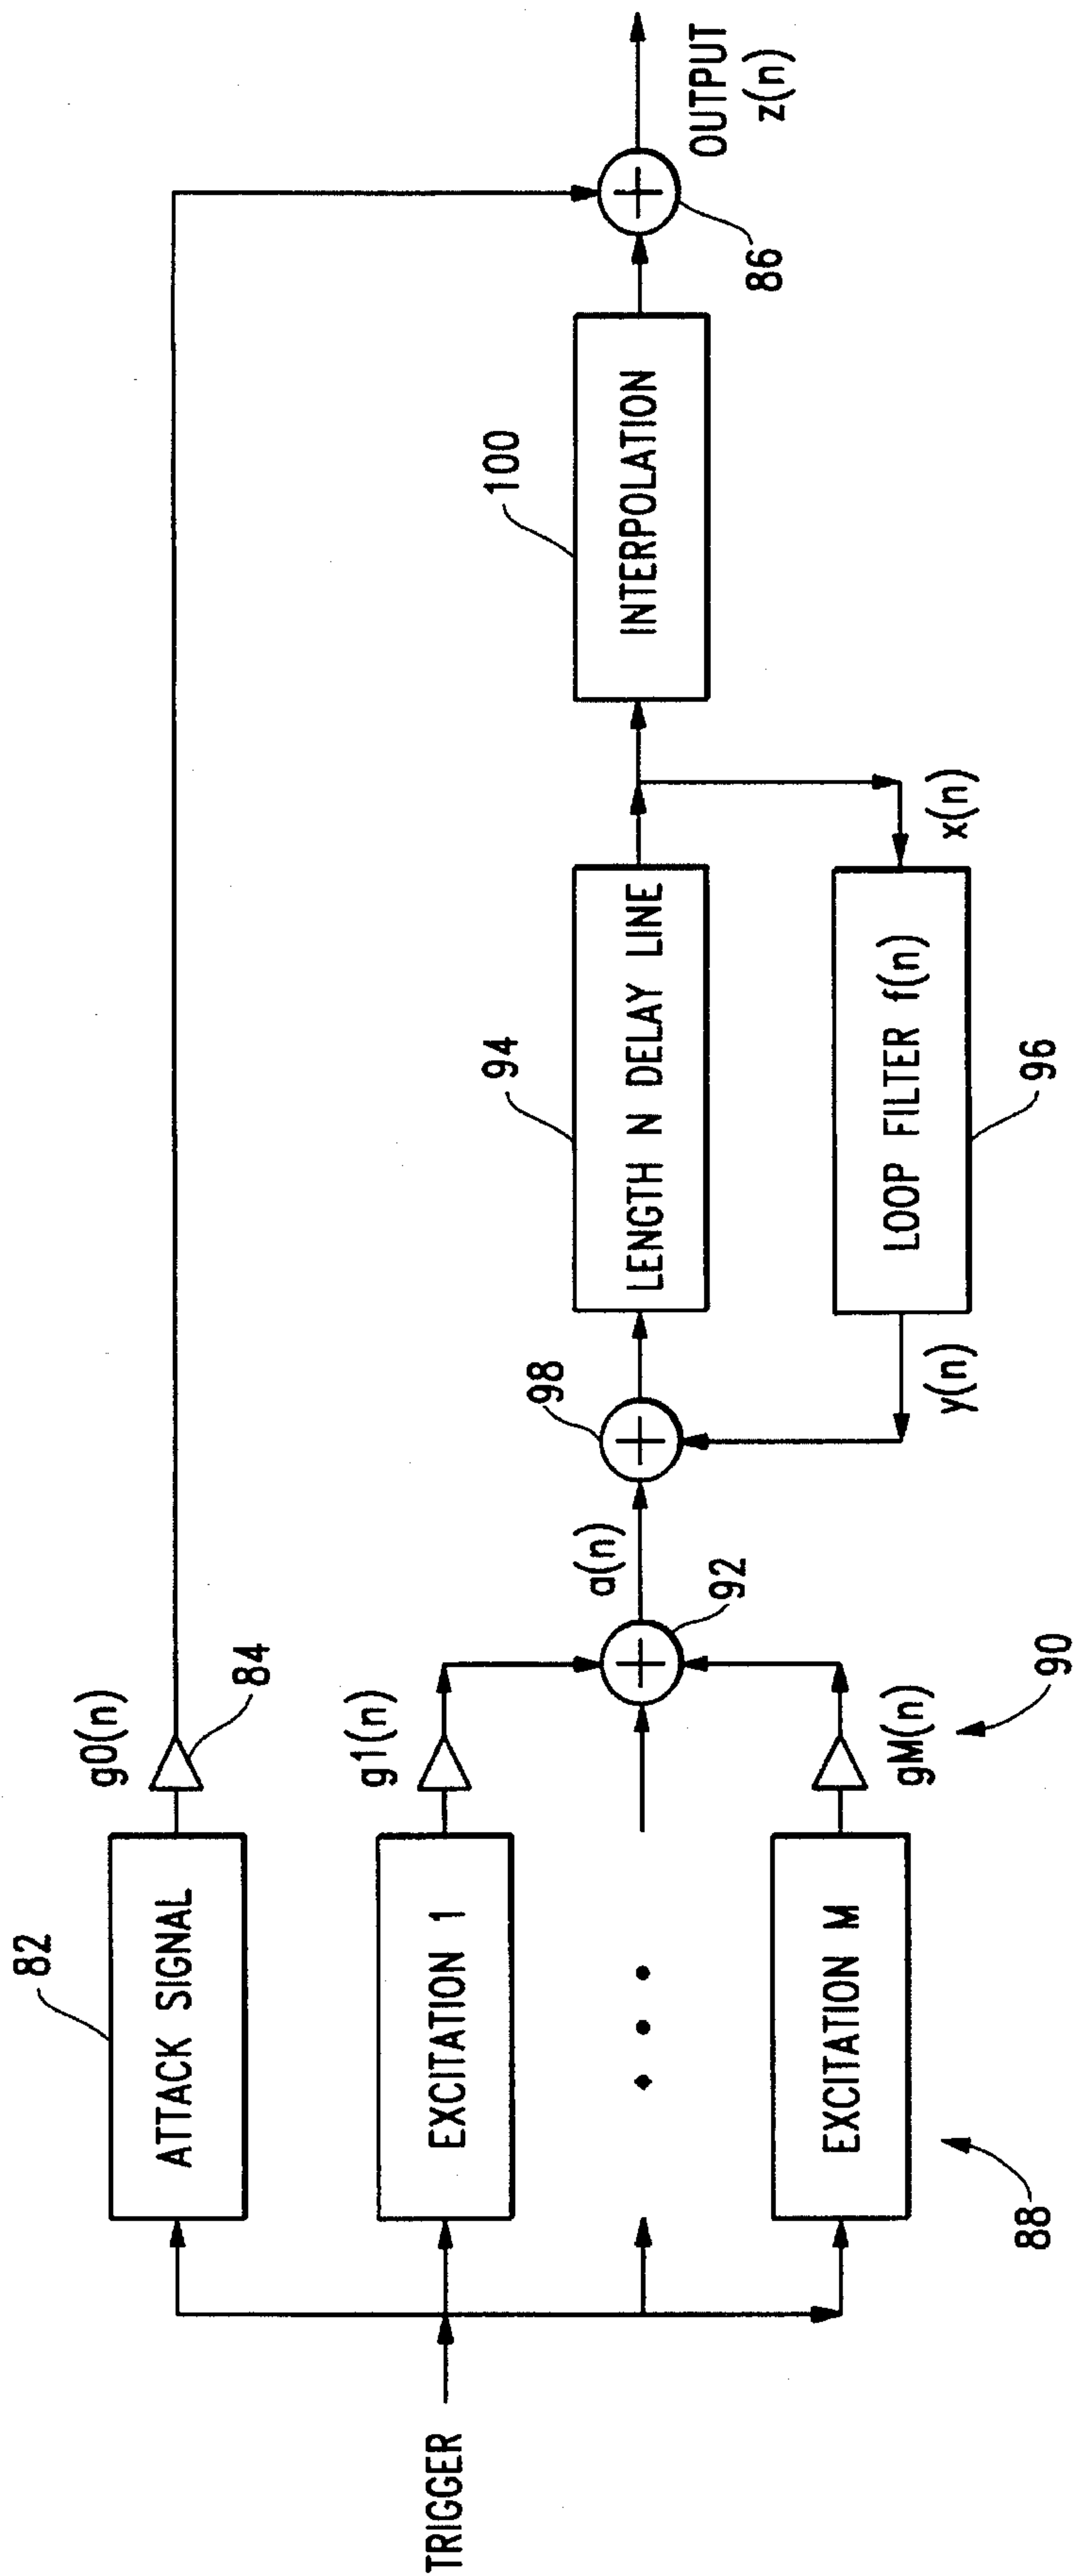 TRIGGER
82
ATTACK SIGNAL
g0(n)
84
EXCITATION 1
g1(n)
EXCITATION M
gM(n)
88
90
92
a(n)
98
94
LENGTH N DELAY LINE
x(n)
LOOP FILTER f(n)
96
y(n)
100
INTERPOLATION
86
OUTPUT
z(n)